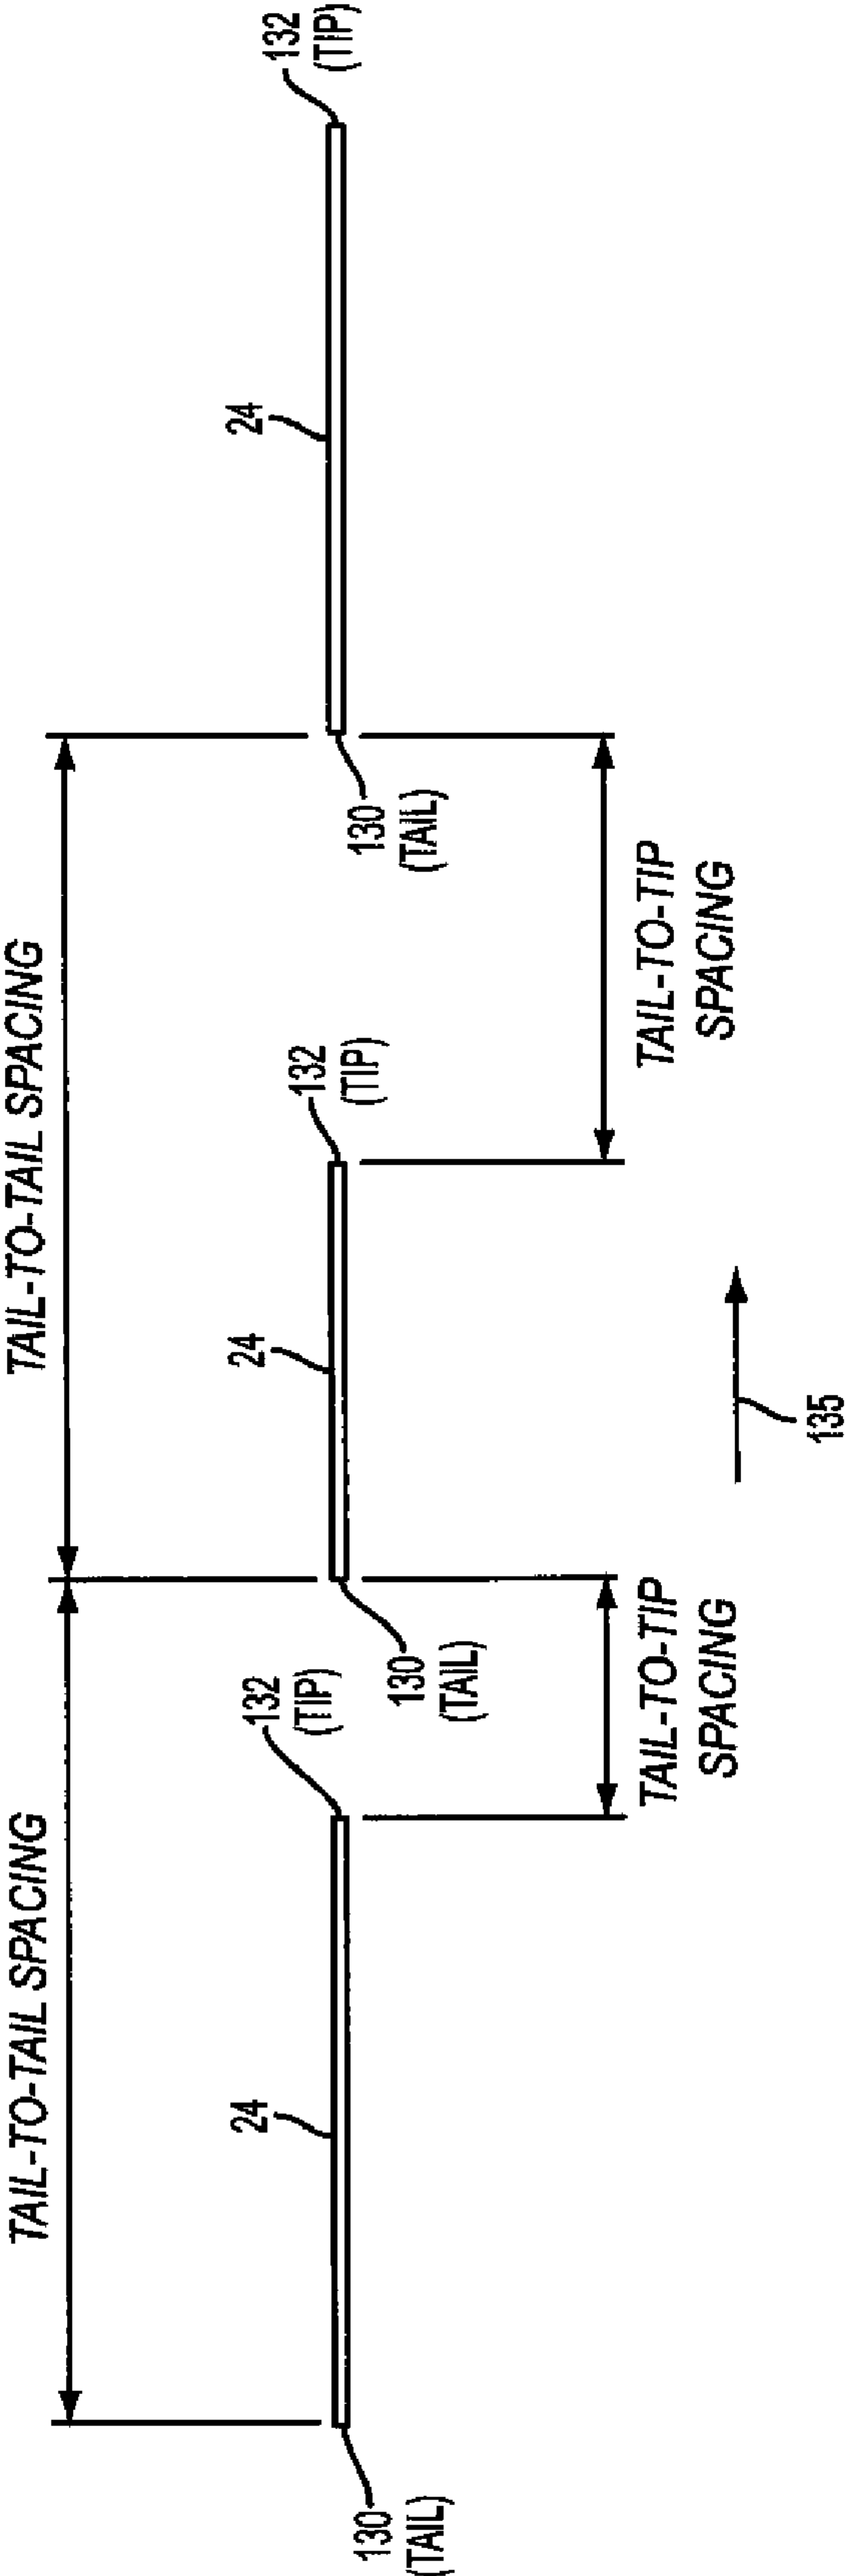 TAIL-TO-TAIL SPACING
TAIL-TO-TAIL SPACING
24
132
(TIP)
24
132
(TIP)
24
132
(TIP)
130
(TAIL)
130
(TAIL)
130
(TAIL)
TAIL-TO-TIP
SPACING
TAIL-TO-TIP
SPACING
135